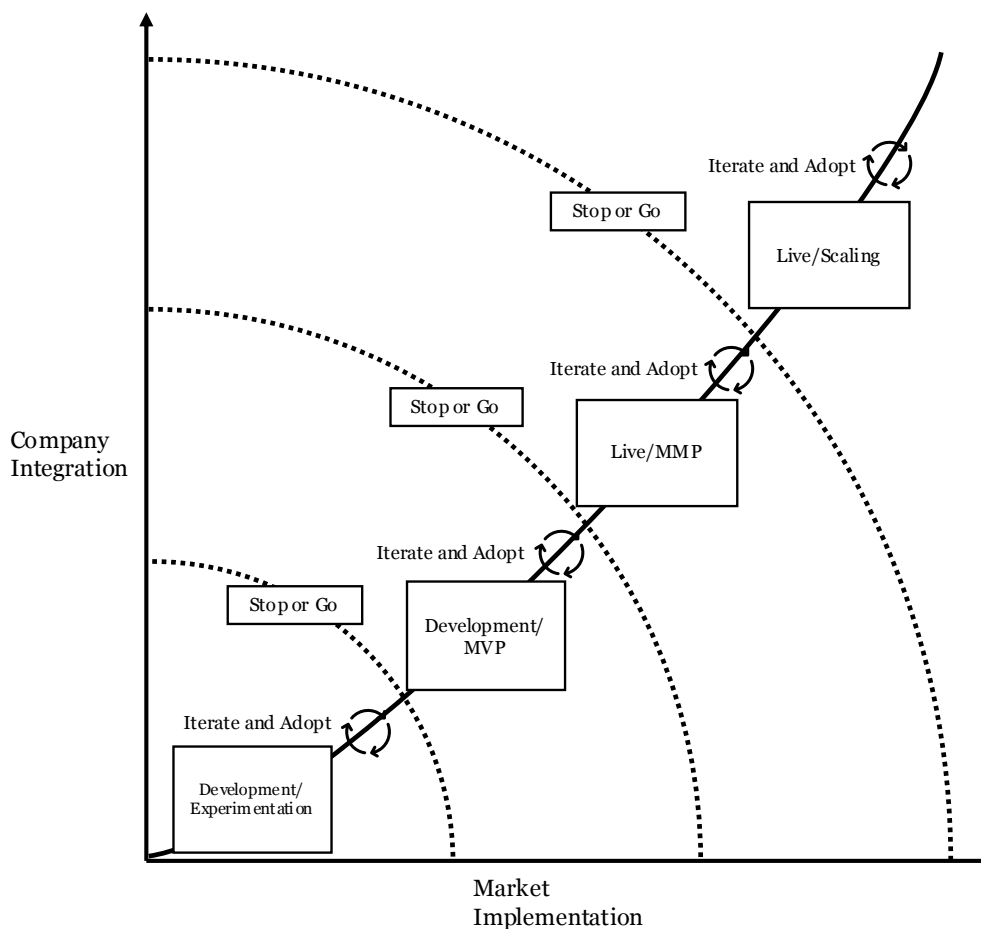 Iterate and Adopt
Stop or Go
Live/Scaling
Iterate and Adopt
Stop or Go
Live/MMP
Company
Integration
Iterate and Adopt
Stop or Go
Development/
MVP
Iterate and Adopt
Development/
Experimentation
Market
Implementation